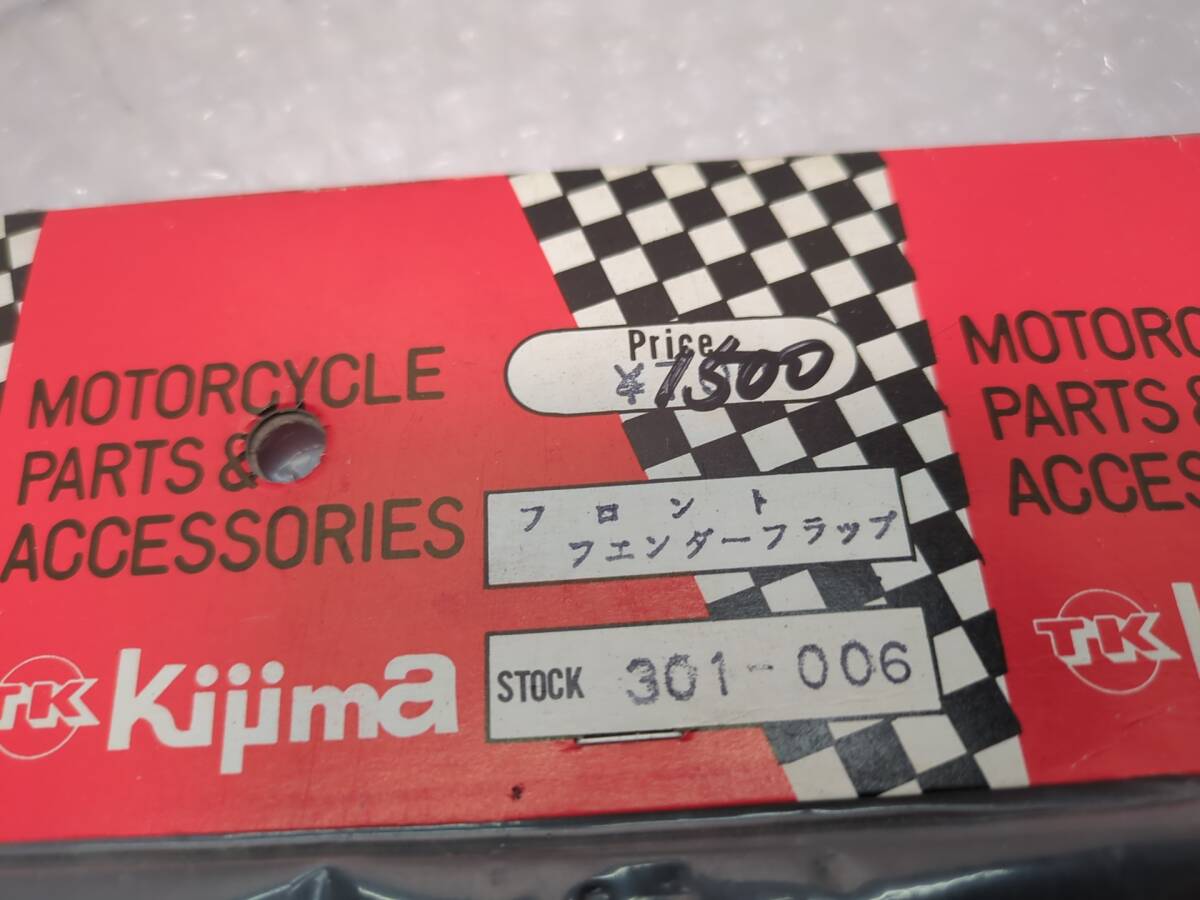 MOTORCYCLE
PARTS &
ACCESSORIES
TK Kijima
Price
¥ 1500
フロント
フエンダーフラップ
STOCK 301-006
MOTORC
PARTS &
ACCES
TK